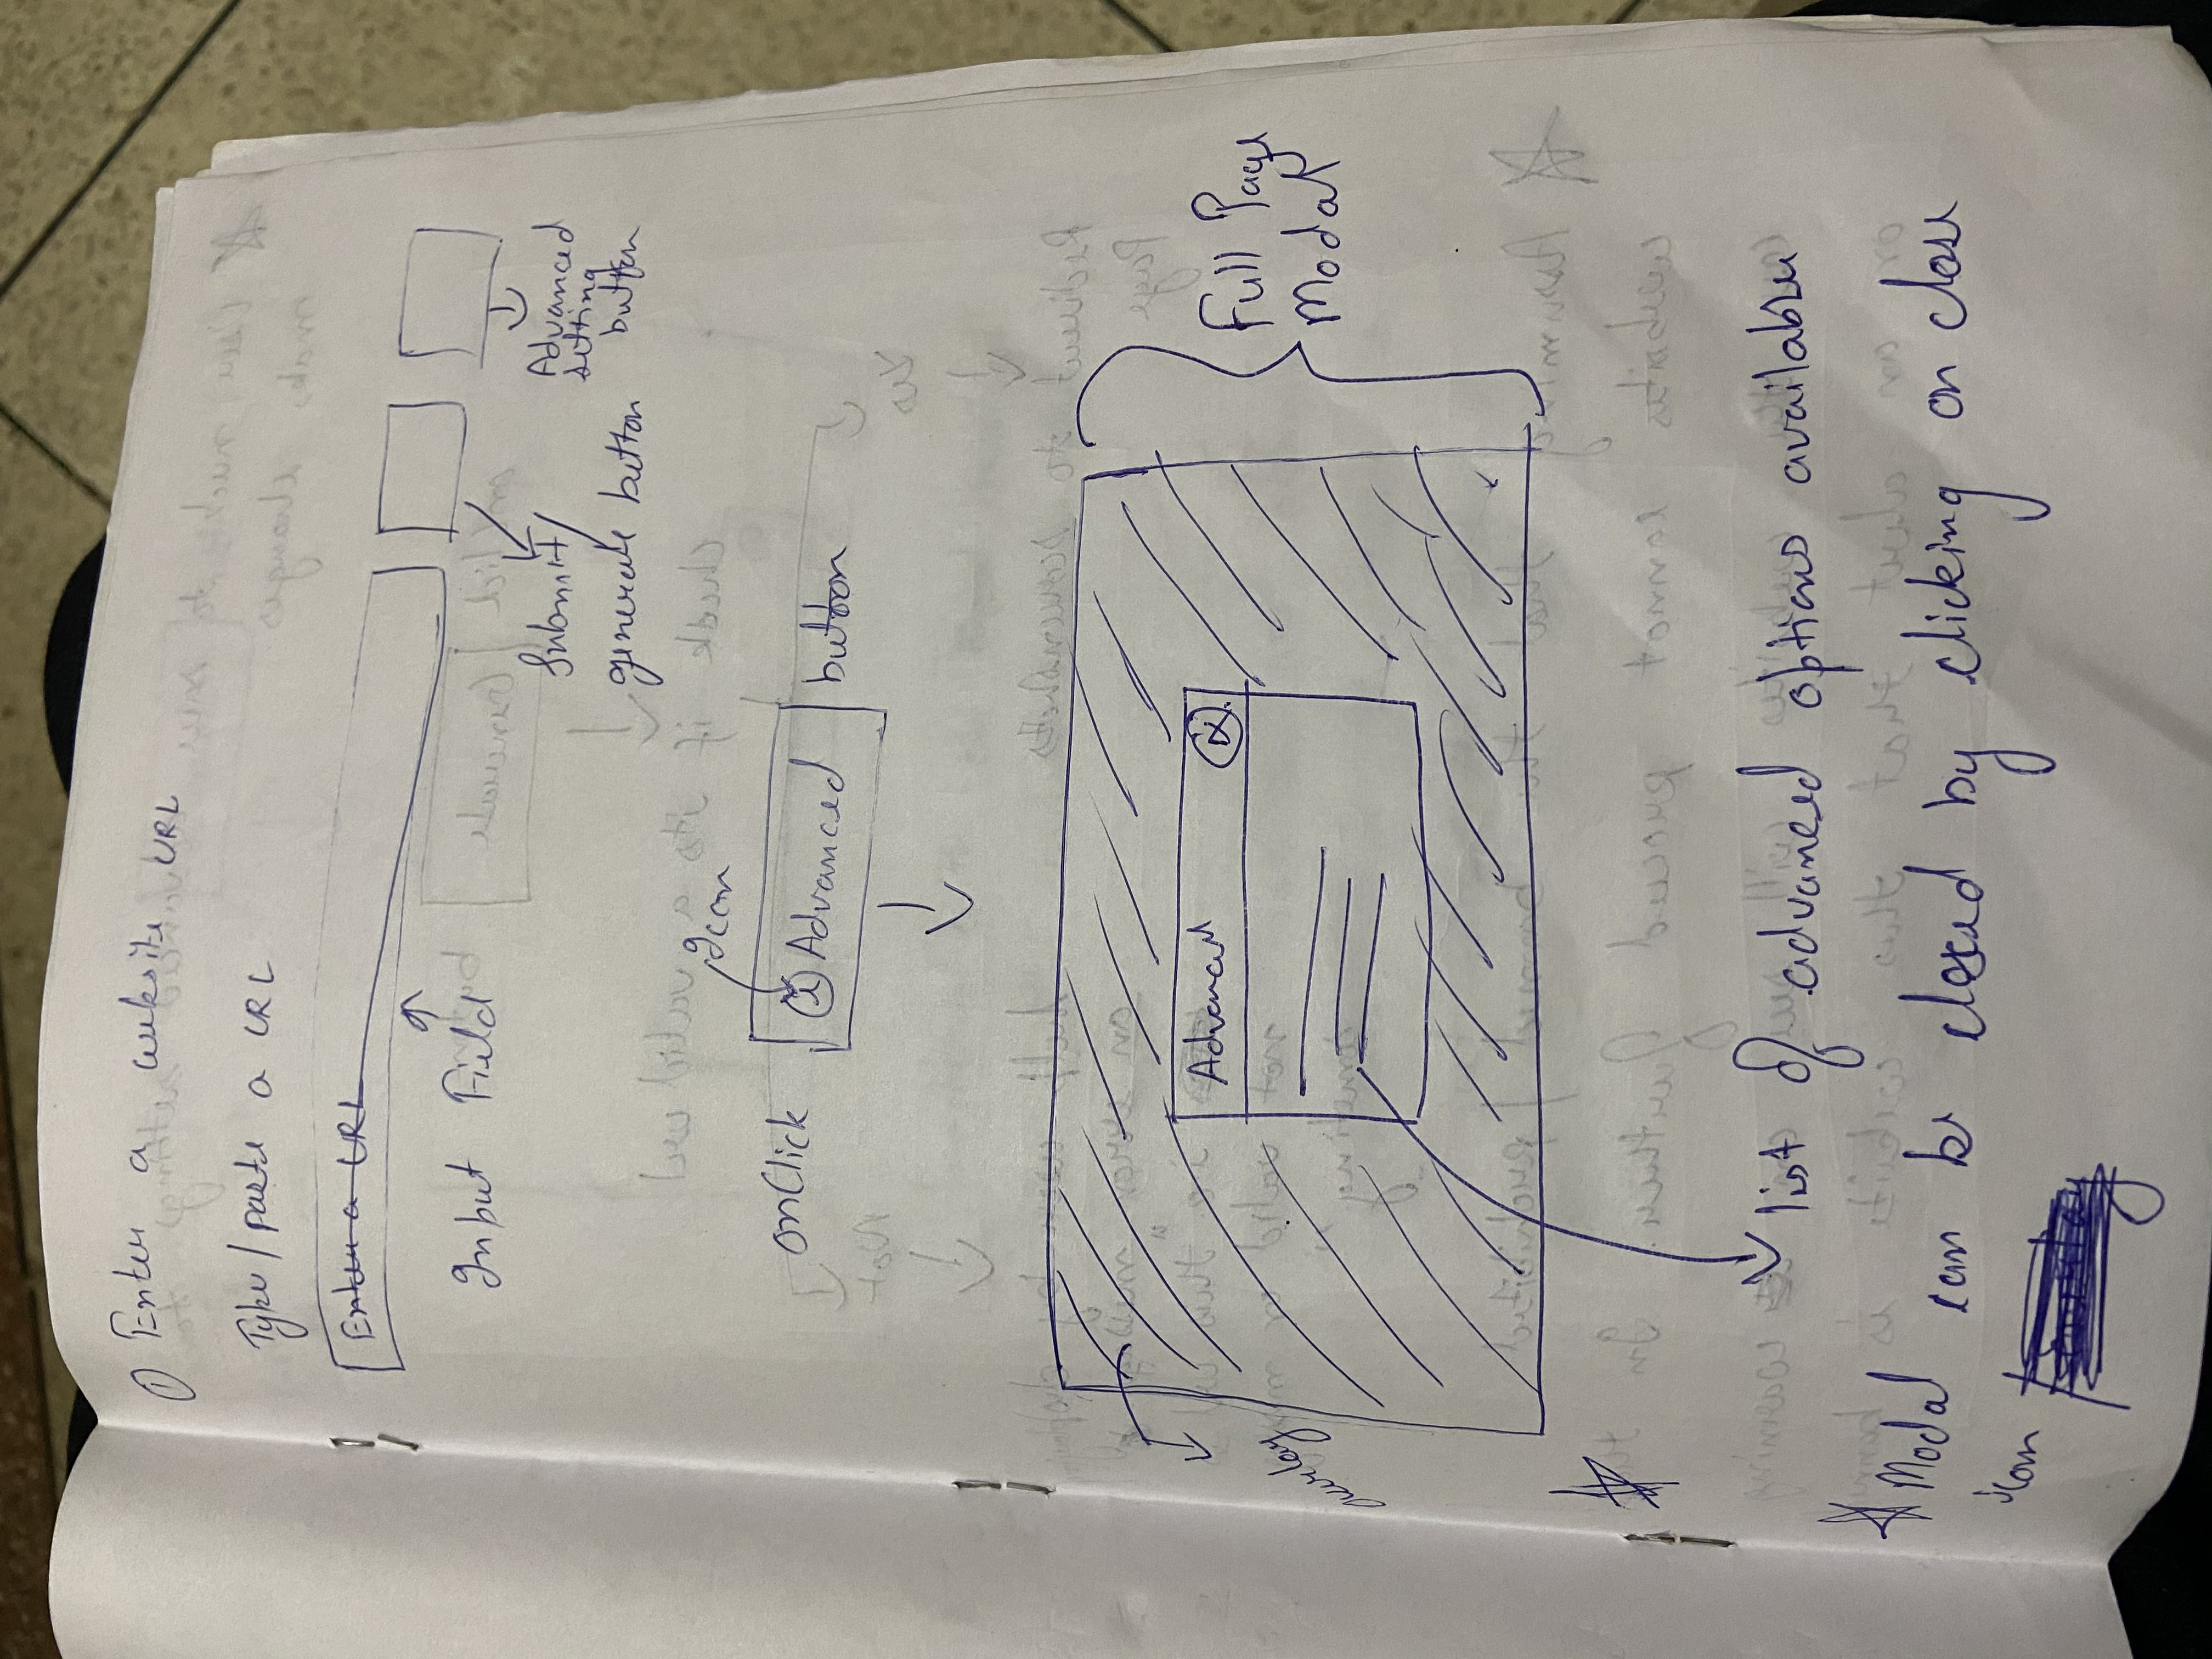 ① Enter a website URL
Type/paste a URL
Enter a URL
Input Field
Submit/
generate button
Advanced
setting
button
Icon
onClick
i Advanced
button
overlay
Advanced
X
Full Page
Modal
list of advanced options available
Modal can be closed by clicking on close
icon /